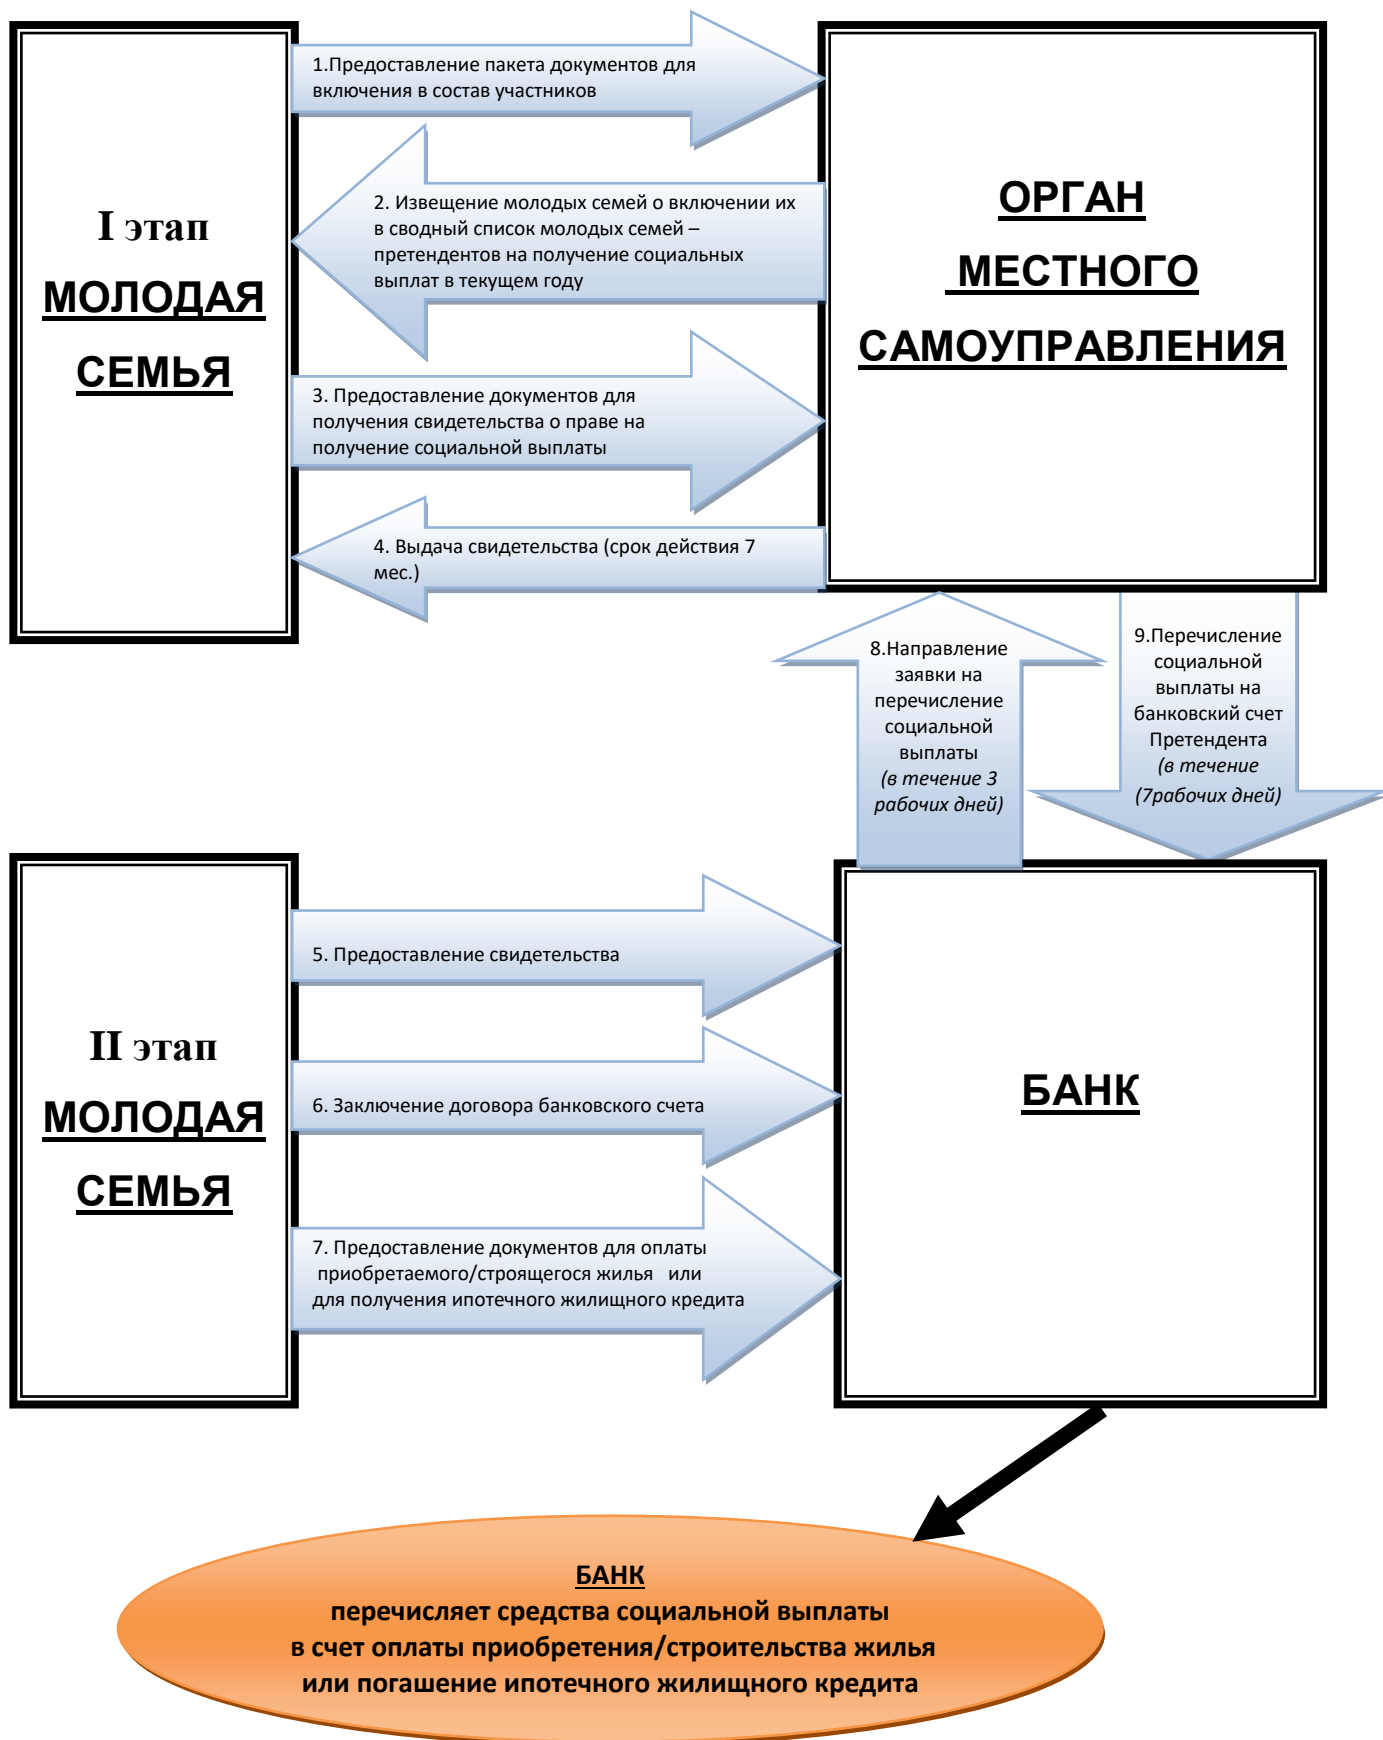 I этап
МОЛОДАЯ
СЕМЬЯ
1.Предоставление пакета документов для
включения в состав участников
2. Извещение молодых семей о включении их
в сводный список молодых семей –
претендентов на получение социальных
выплат в текущем году
3. Предоставление документов для
получения свидетельства о праве на
получение социальной выплаты
4. Выдача свидетельства (срок действия 7
мес.)
ОРГАН
МЕСТНОГО
САМОУПРАВЛЕНИЯ
8.Направление
заявки на
перечисление
социальной
выплаты
(в течение 3
рабочих дней)
9.Перечисление
социальной
выплаты на
банковский счет
Претендента
(в течение
(7рабочих дней)
II этап
МОЛОДАЯ
СЕМЬЯ
5. Предоставление свидетельства
6. Заключение договора банковского счета
7. Предоставление документов для оплаты
приобретаемого/строящегося жилья или
для получения ипотечного жилищного кредита
БАНК
БАНК
перечисляет средства социальной выплаты
в счет оплаты приобретения/строительства жилья
или погашение ипотечного жилищного кредита